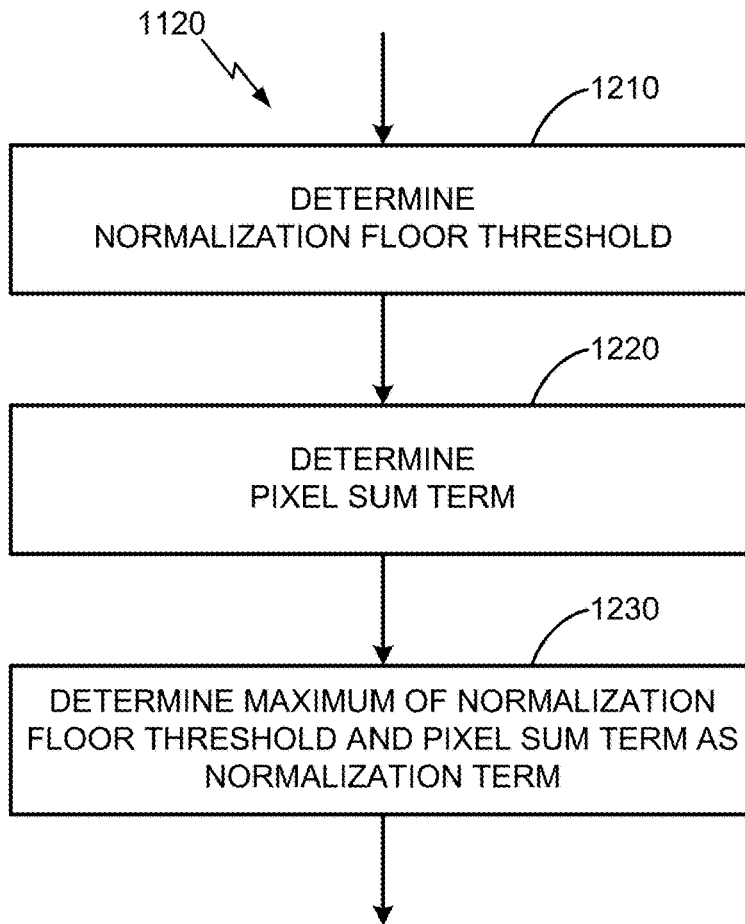 1120
1210
DETERMINE
NORMALIZATION FLOOR THRESHOLD
1220
DETERMINE
PIXEL SUM TERM
1230
DETERMINE MAXIMUM OF NORMALIZATION
FLOOR THRESHOLD AND PIXEL SUM TERM AS
NORMALIZATION TERM